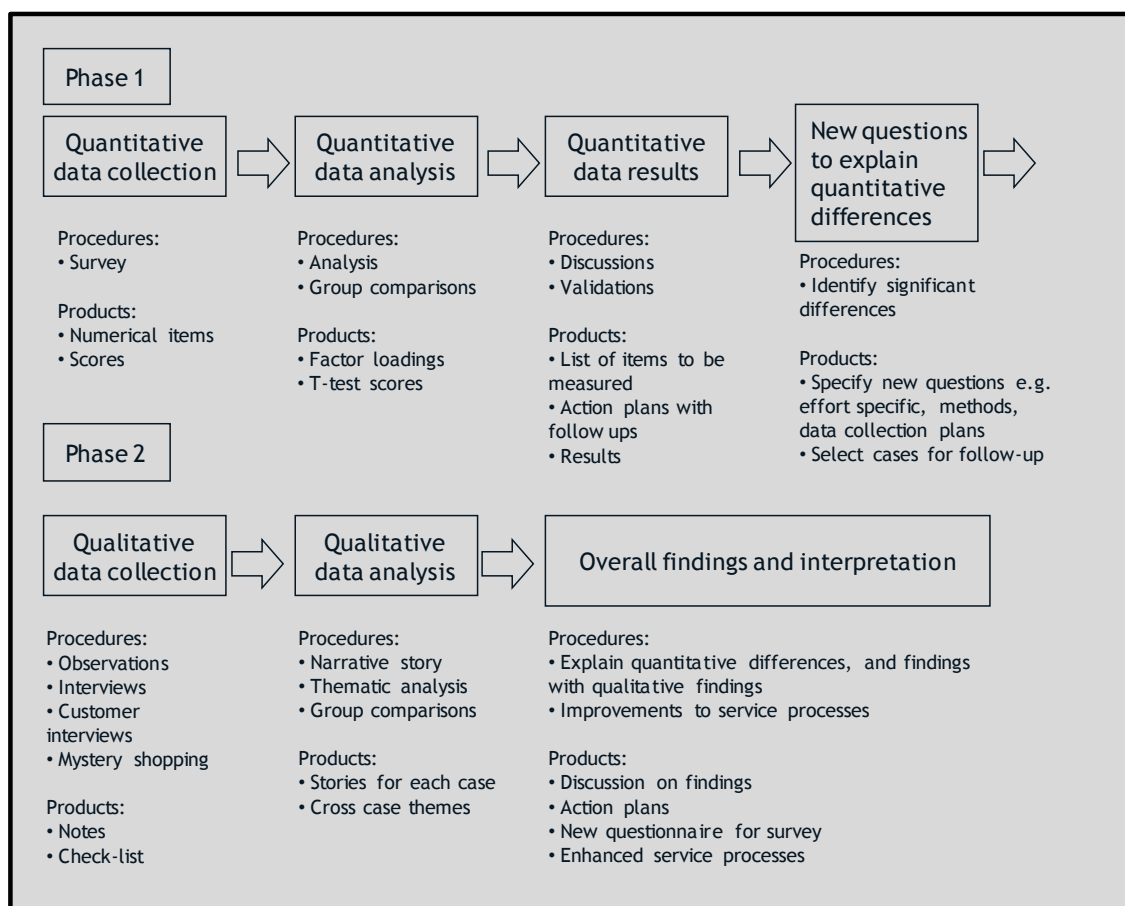 Phase 1
Quantitative
data collection
Quantitative
data analysis
Quantitative
data results
New questions
to explain
quantitative
differences
Procedures:
• Survey
Products:
• Numerical items
• Scores
Procedures:
• Analysis
• Group comparisons
Products:
• Factor loadings
• T-test scores
Procedures:
• Discussions
• Validations
Products:
• List of items to be
measured
• Action plans with
follow ups
• Results
Procedures:
• Identify significant
differences
Products:
• Specify new questions e.g.
effort specific, methods,
data collection plans
• Select cases for follow-up
Phase 2
Qualitative
data collection
Qualitative
data analysis
Overall findings and interpretation
Procedures:
• Observations
• Interviews
• Customer
interviews
• Mystery shopping
Products:
• Notes
• Check-list
Procedures:
• Narrative story
• Thematic analysis
• Group comparisons
Products:
• Stories for each case
• Cross case themes
Procedures:
• Explain quantitative differences, and findings
with qualitative findings
• Improvements to service processes
Products:
• Discussion on findings
• Action plans
• New questionnaire for survey
• Enhanced service processes